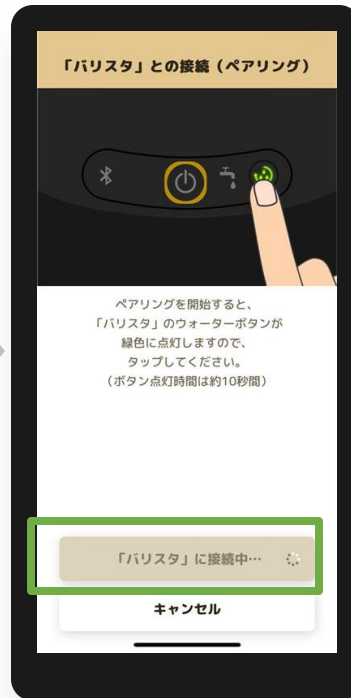 「バリスタ」との接続（ペアリング）
ペアリングを開始すると、
「バリスタ」のウォーターボタンが
緑色に点灯しますので、
タップしてください。
（ボタン点灯時間は約10秒間）
「バリスタ」に接続中…
キャンセル